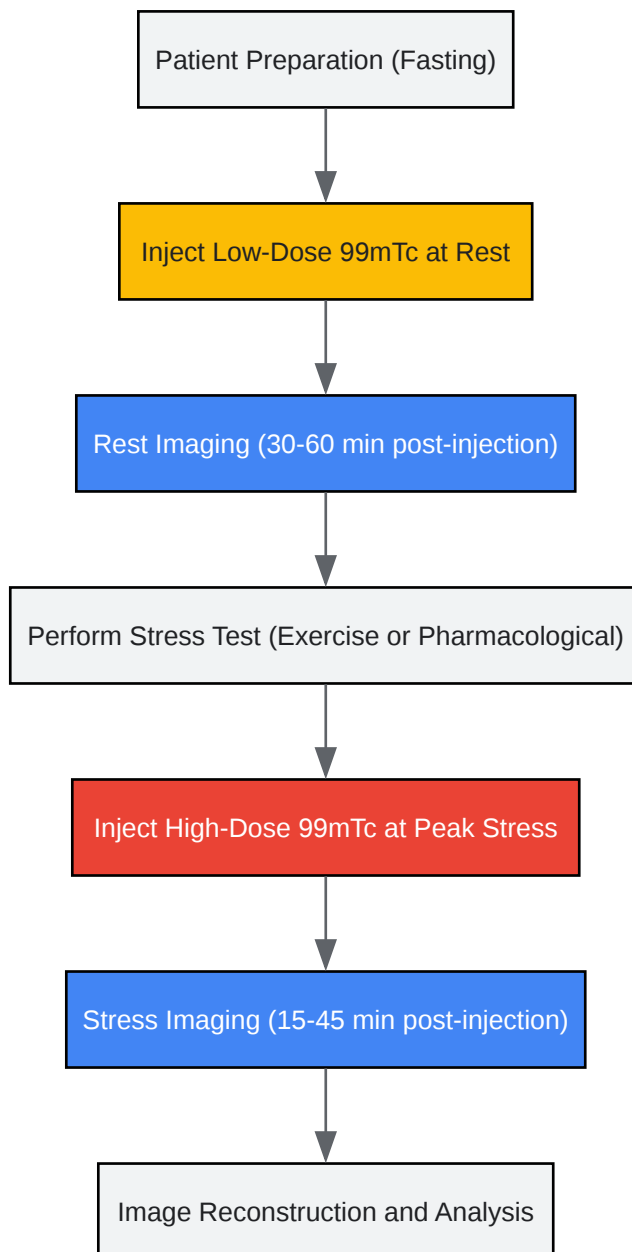 Patient Preparation (Fasting)
Inject Low-Dose 99mTc at Rest
Rest Imaging (30-60 min post-injection)
Perform Stress Test (Exercise or Pharmacological)
Inject High-Dose 99mTc at Peak Stress
Stress Imaging (15-45 min post-injection)
Image Reconstruction and Analysis